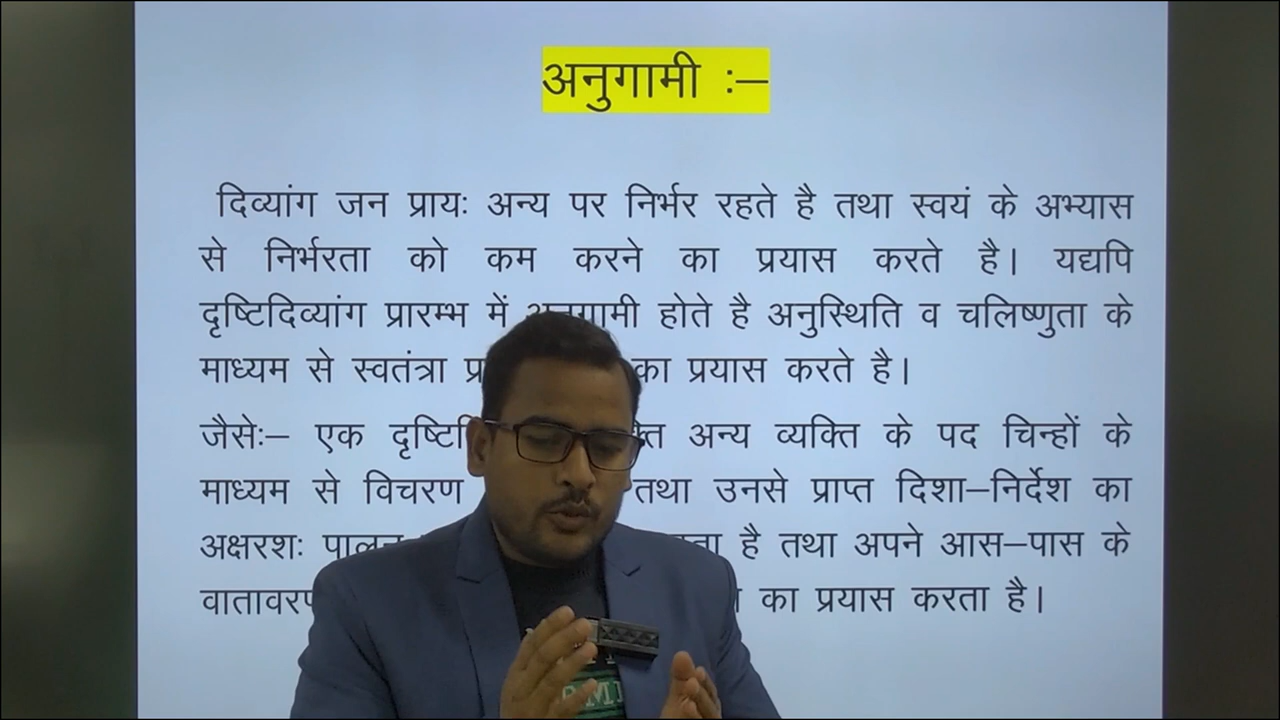 अनुगामी :–
दिव्यांग जन प्रायः अन्य पर निर्भर रहते है तथा स्वयं के अभ्यास
से निर्भरता को कम करने का प्रयास करते है। यद्यपि
दृष्टिदिव्यांग प्रारम्भ में अनुगामी होते है अनुस्थिति व चलिष्णुता के
माध्यम से स्वतंत्रा का प्रयास करते है।
जैसेः– एक अन्य व्यक्ति के पद चिन्हों के
माध्यम से विचरण तथा उनसे प्राप्त दिशा–निर्देश का
अक्षरशः पालन है तथा अपने आस–पास के
का प्रयास करता है।